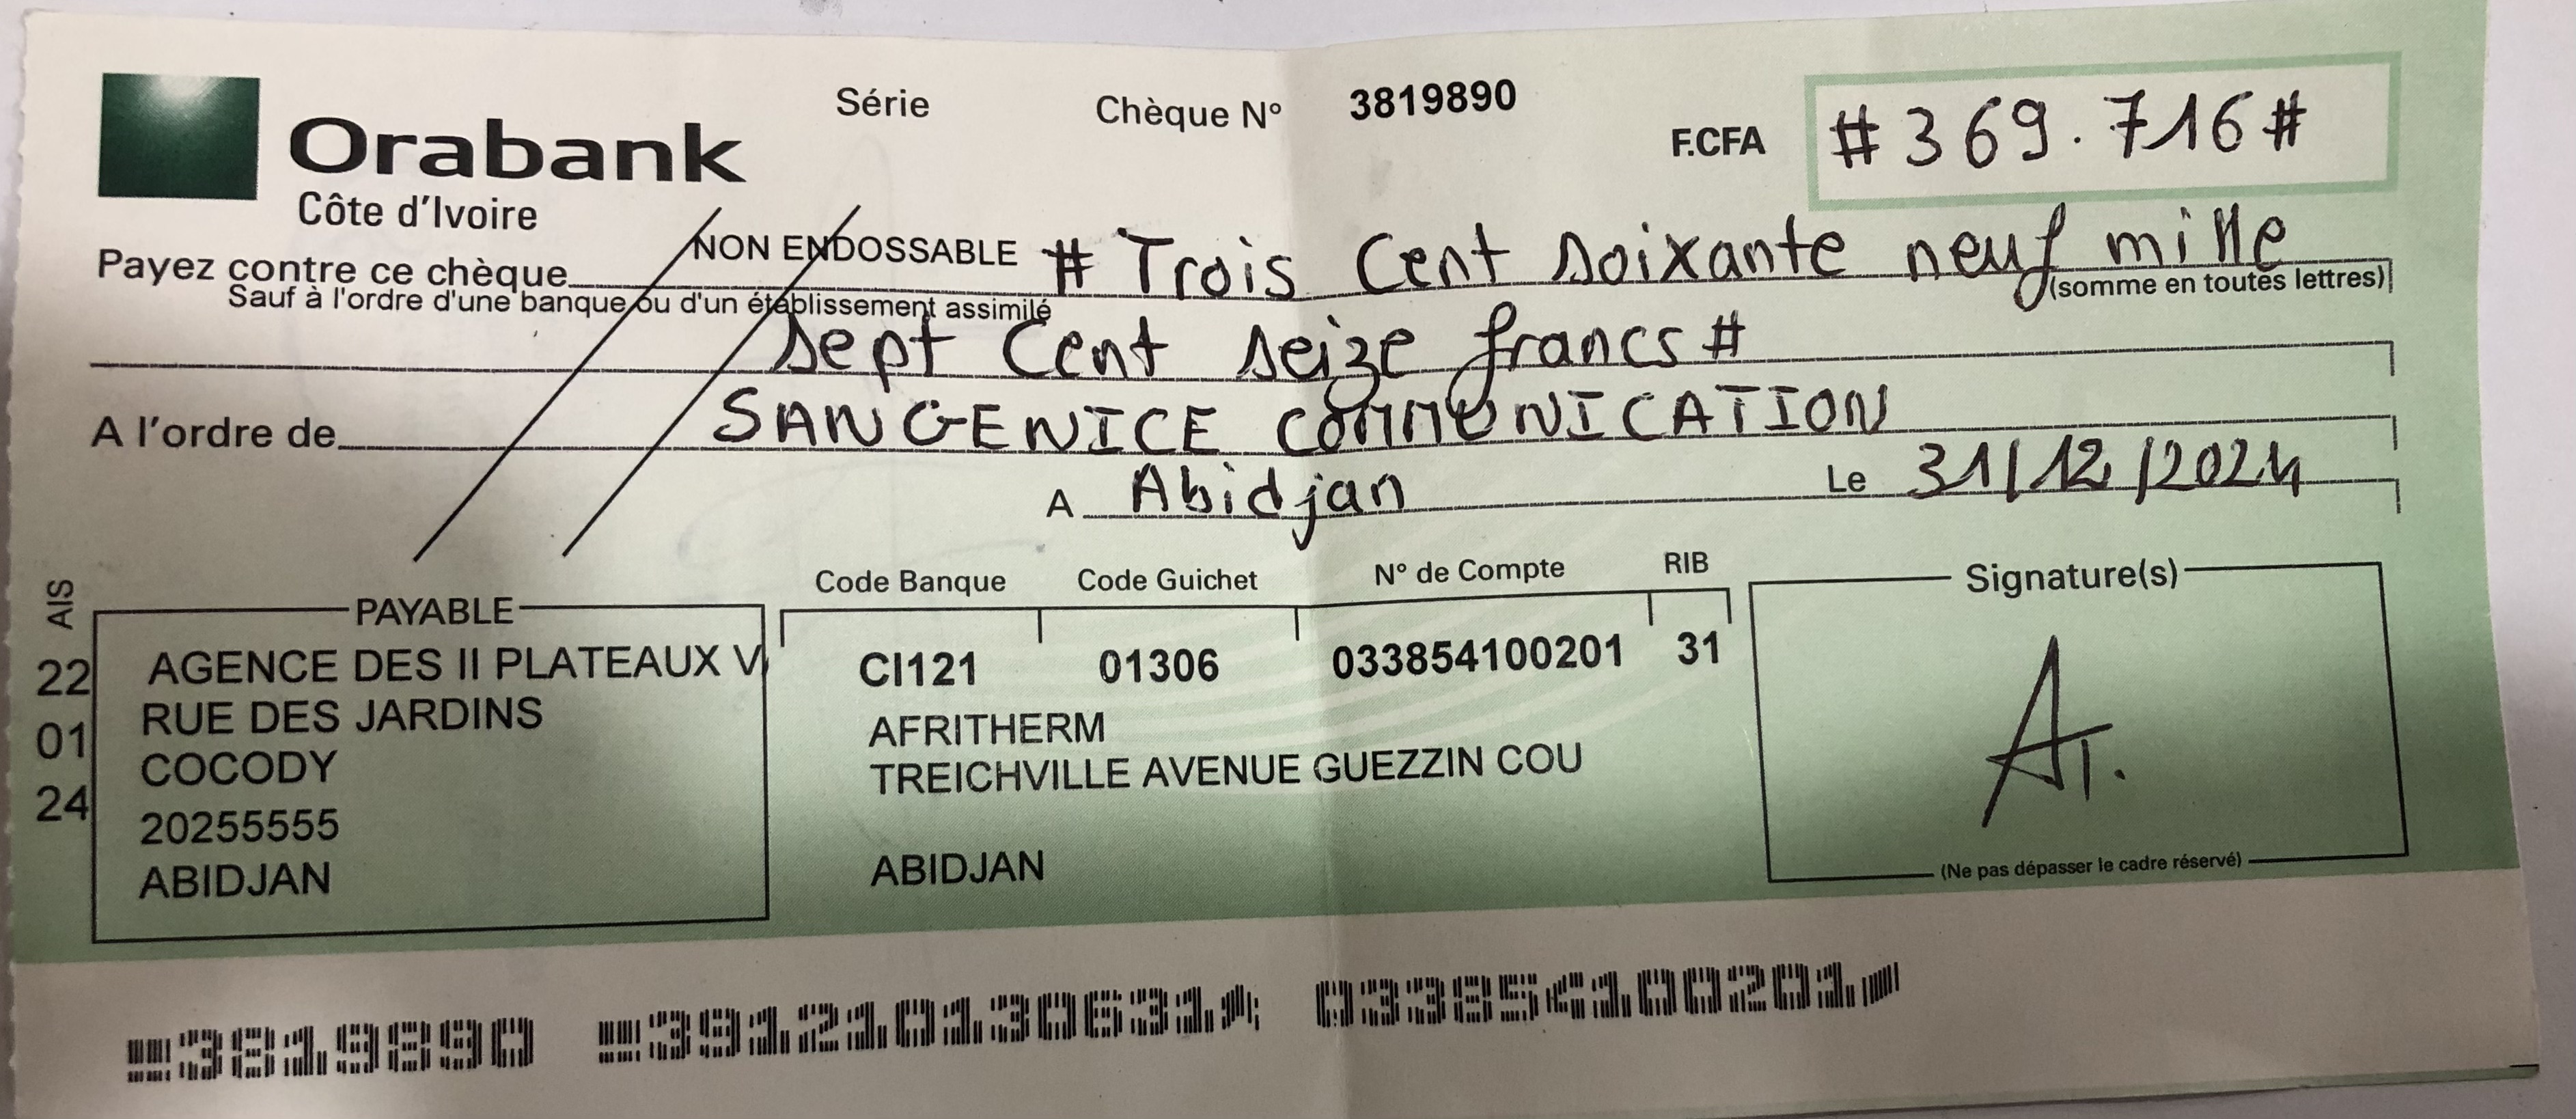 Orabank
Côte d'Ivoire
Série
Chèque N° 3819890
F.CFA #369.716#
NON ENDOSSABLE
Payez contre ce chèque # Trois Cent soixante neuf mille
Sauf à l'ordre d'une banque ou d'un établissement assimilé
(somme en toutes lettres)
sept Cent seize francs #
A l'ordre de SANGENICE COMMUNICATION
A Abidjan Le 31/12/2024
AIS
22
01
24
PAYABLE
AGENCE DES II PLATEAUX V
RUE DES JARDINS
COCODY
20255555
ABIDJAN
Code Banque Code Guichet N° de Compte RIB
CI121 01306 033854100201 31
AFRITHERM
TREICHVILLE AVENUE GUEZZIN COU
ABIDJAN
Signature(s)
(Ne pas dépasser le cadre réservé)
3819890 391210130631 033854100201